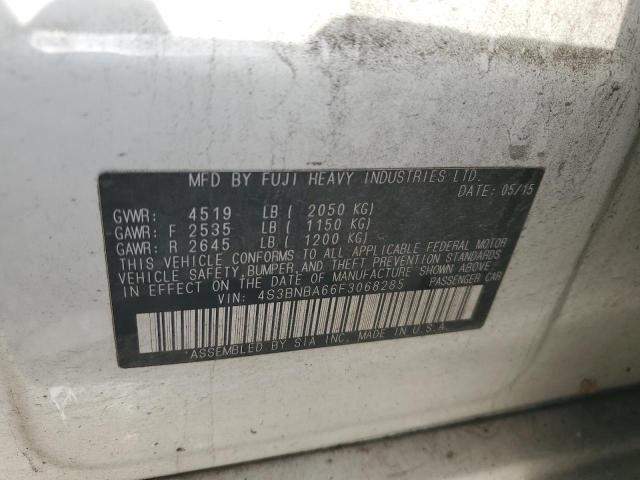 MFD BY FUJI HEAVY INDUSTRIES LTD.
DATE: 05/15
GVWR: 4519 LB ( 2050 KG)
GAWR: F 2535 LB ( 1150 KG)
GAWR: R 2645 LB ( 1200 KG)
THIS VEHICLE CONFORMS TO ALL APPLICABLE FEDERAL MOTOR
VEHICLE SAFETY, BUMPER, AND THEFT PREVENTION STANDARDS
IN EFFECT ON THE DATE OF MANUFACTURE SHOWN ABOVE.
VIN: 4S3BNBA66F3068285 PASSENGER CAR
ASSEMBLED BY SIA INC. MADE IN U.S.A.